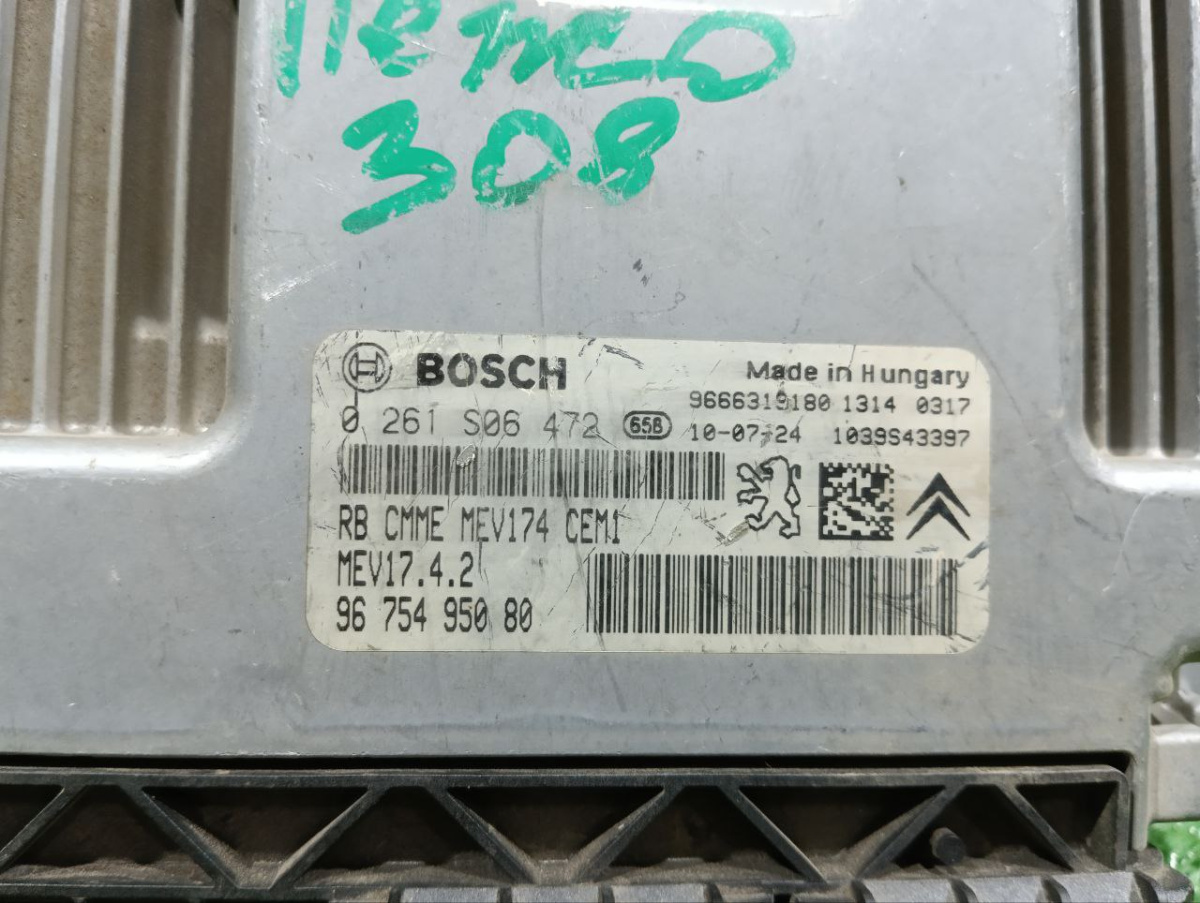 308
BOSCH
Made in Hungary
9666319180 1314 0317
0 261 S06 472 658 10-07-24 1039S43397
RB CMME MEV174 CEM1
MEV17.4.2
96 754 950 80